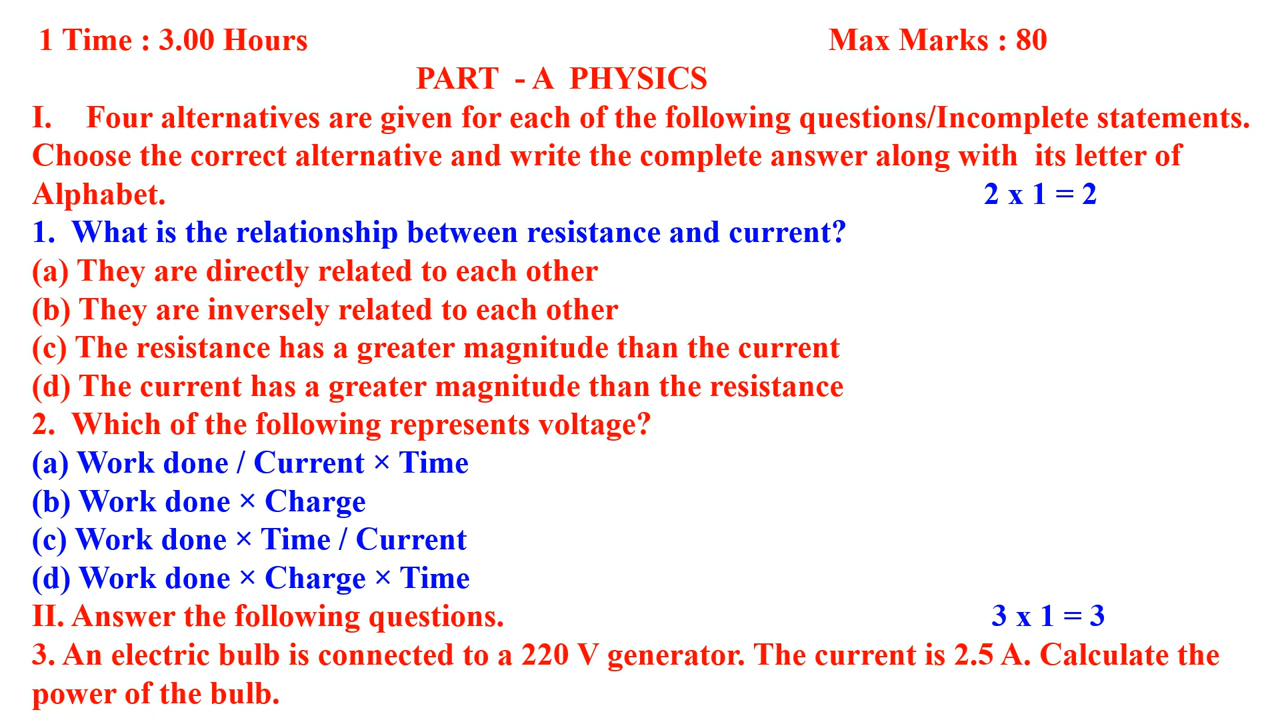 1 Time : 3.00 Hours Max Marks : 80
PART - A PHYSICS
I. Four alternatives are given for each of the following questions/Incomplete statements.
Choose the correct alternative and write the complete answer along with its letter of
Alphabet. 2 x 1 = 2
1. What is the relationship between resistance and current?
(a) They are directly related to each other
(b) They are inversely related to each other
(c) The resistance has a greater magnitude than the current
(d) The current has a greater magnitude than the resistance
2. Which of the following represents voltage?
(a) Work done / Current × Time
(b) Work done × Charge
(c) Work done × Time / Current
(d) Work done × Charge × Time
II. Answer the following questions. 3 x 1 = 3
3. An electric bulb is connected to a 220 V generator. The current is 2.5 A. Calculate the
power of the bulb.